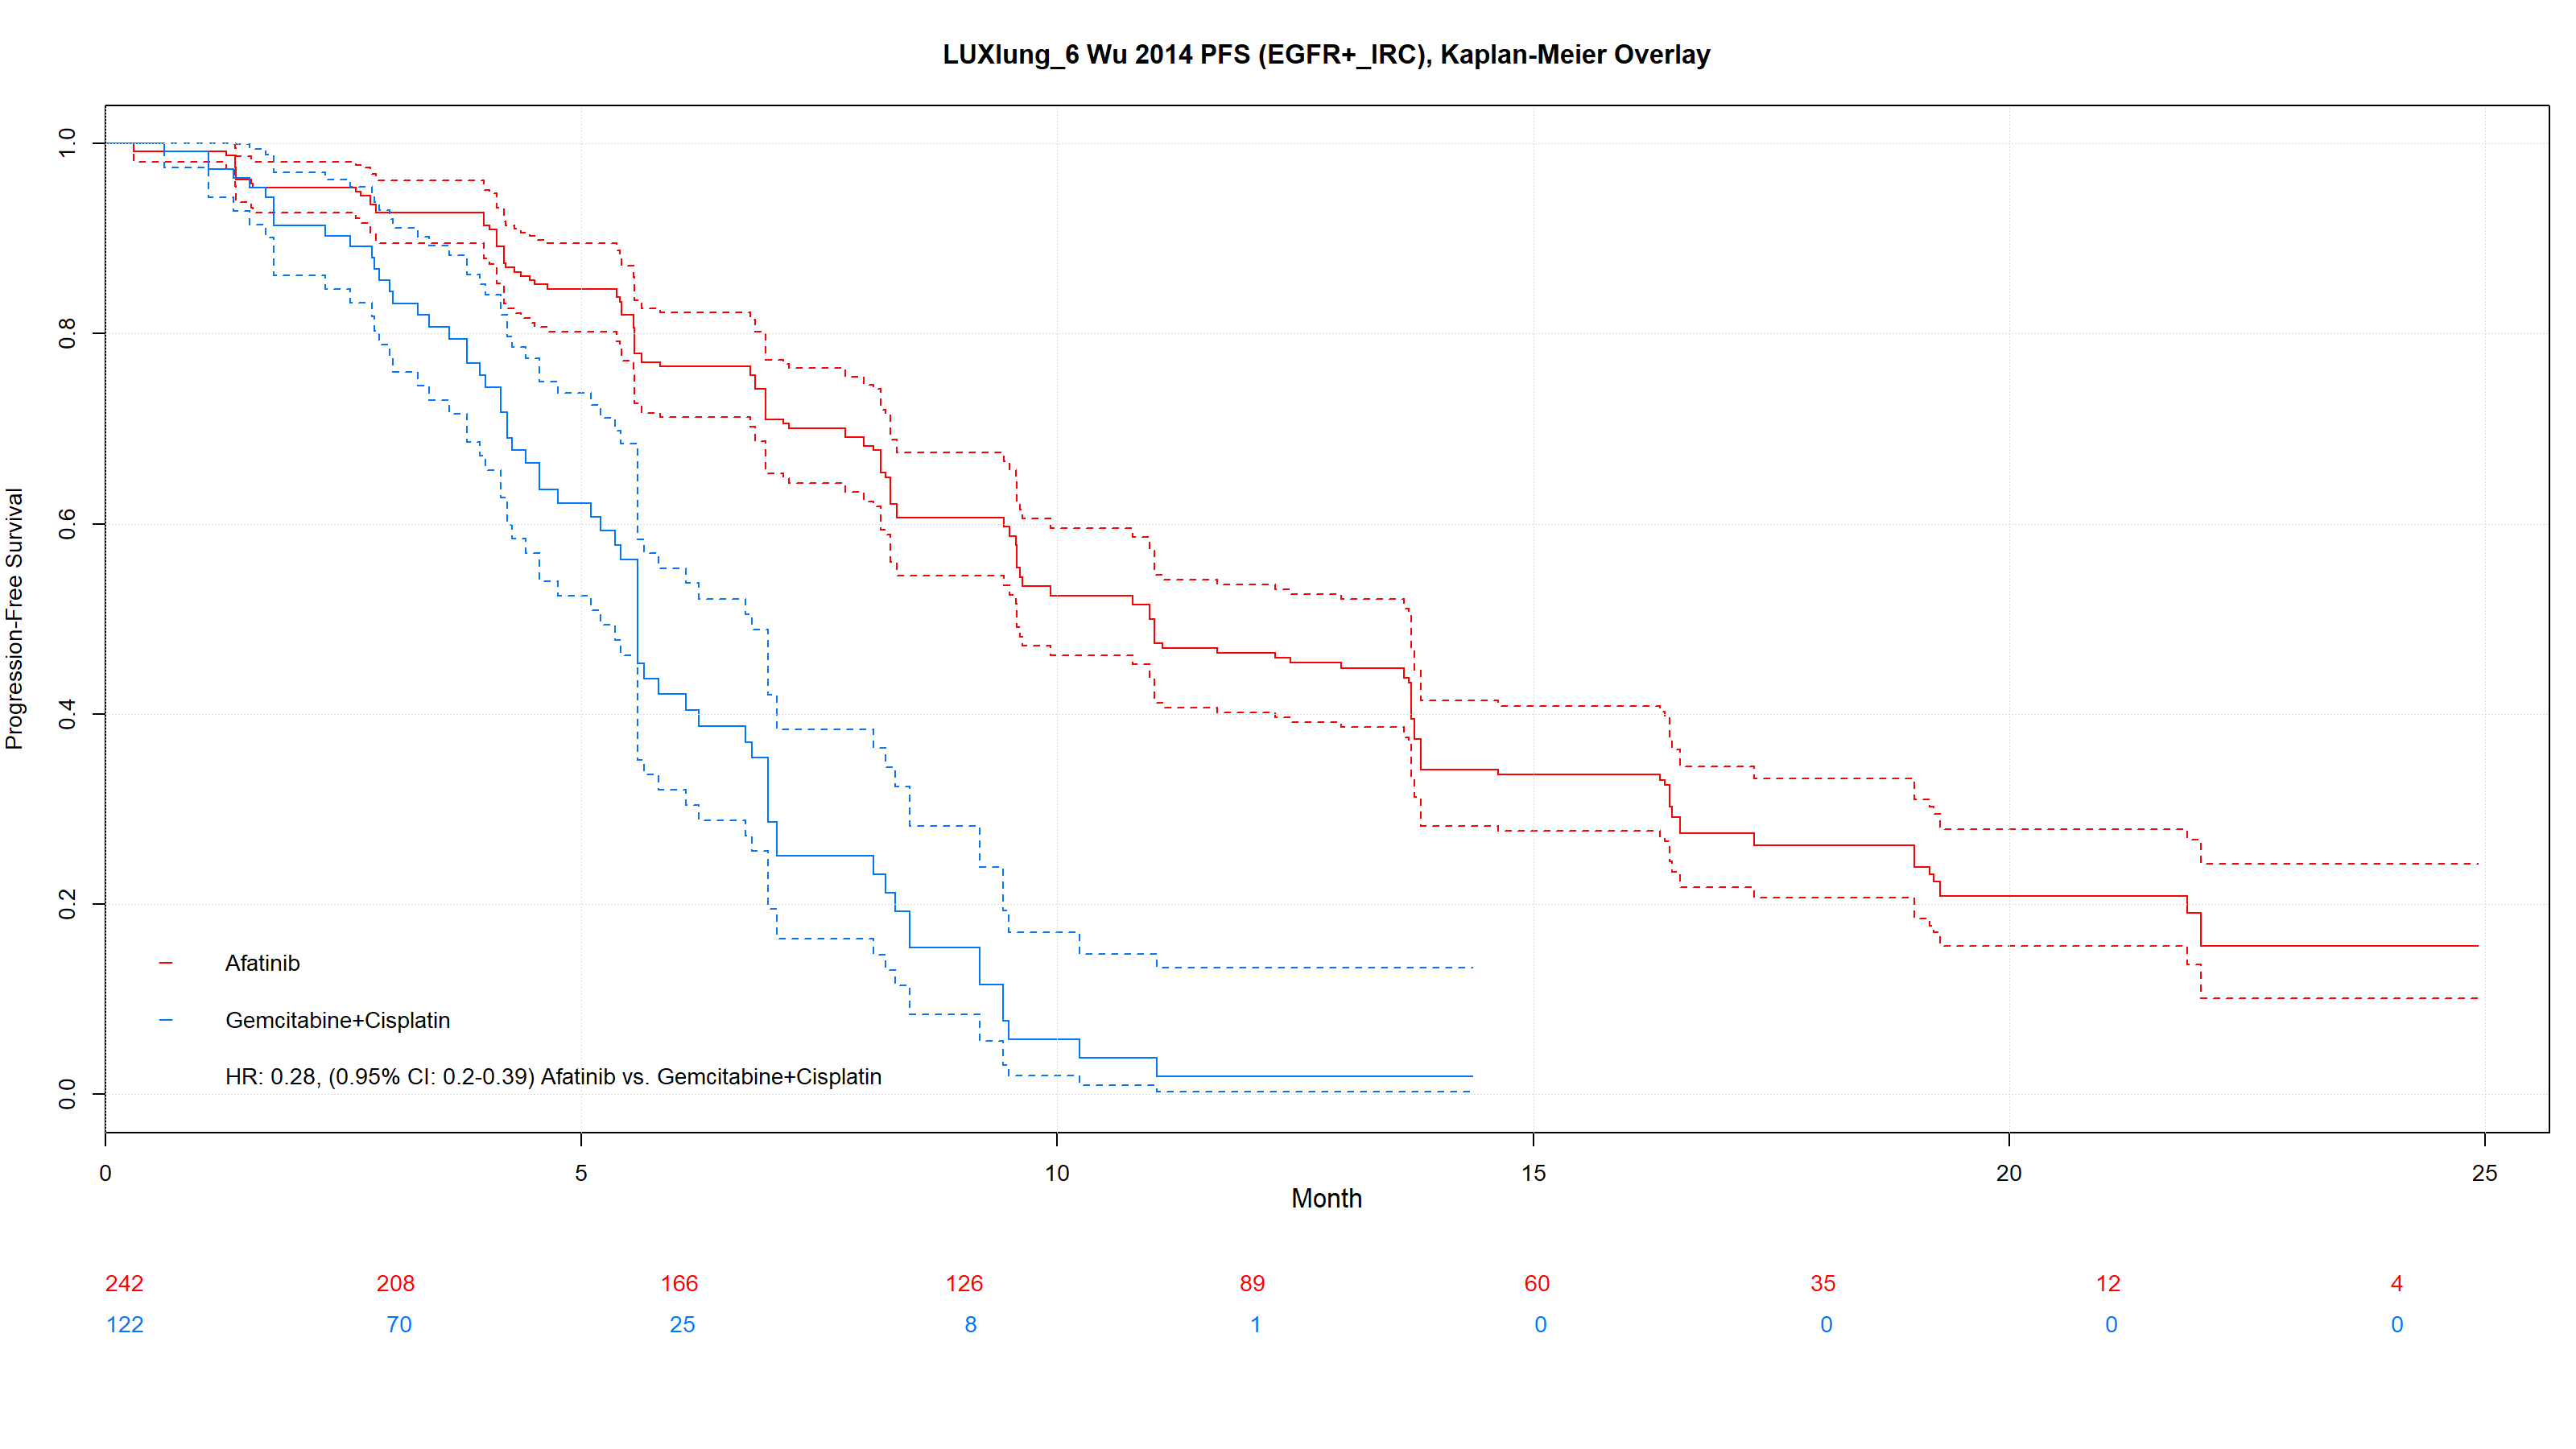 LUXlung_6 Wu 2014 PFS (EGFR+_IRC), Kaplan-Meier Overlay
Progression-Free Survival
1.0
0.8
0.6
0.4
0.2
0.0
Afatinib
Gemcitabine+Cisplatin
HR: 0.28, (0.95% CI: 0.2-0.39) Afatinib vs. Gemcitabine+Cisplatin
0 5 10 15 20 25
Month
242 208 166 126 89 60 35 12 4
122 70 25 8 1 0 0 0 0